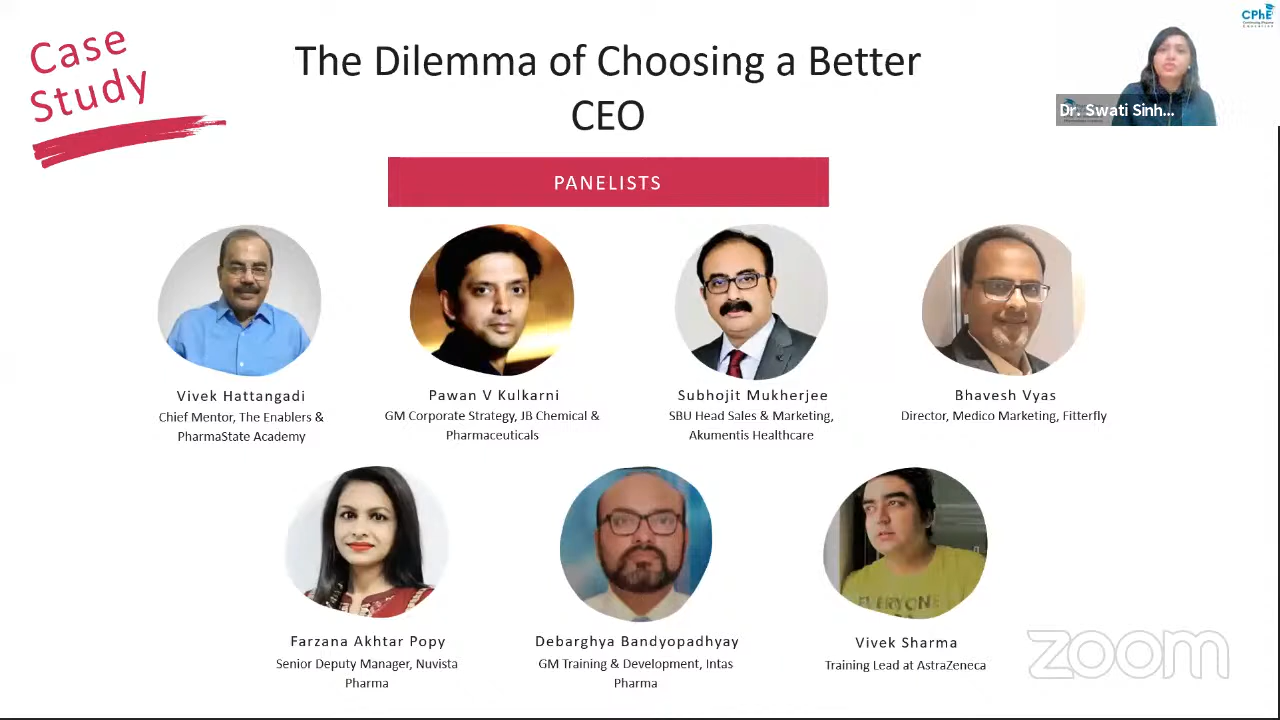 Case
Study
The Dilemma of Choosing a Better
CEO
CPhE
Dr. Swati Sinh...
PANELISTS
Vivek Hattangadi
Chief Mentor, The Enablers &
PharmaState Academy
Pawan V Kulkarni
GM Corporate Strategy, JB Chemical &
Pharmaceuticals
Subhojit Mukherjee
SBU Head Sales & Marketing,
Akumentis Healthcare
Bhavesh Vyas
Director, Medico Marketing, Fitterfly
EVERYONE
Farzana Akhtar Popy
Senior Deputy Manager, Nuvista
Pharma
Debarghya Bandyopadhyay
GM Training & Development, Intas
Pharma
Vivek Sharma
Training Lead at AstraZeneca
zoom